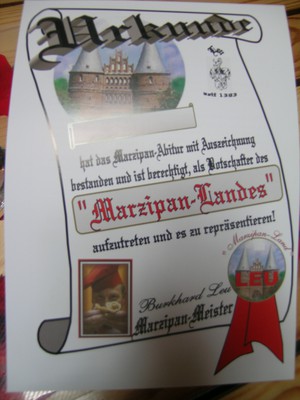 Urkunde
seit 1585
hat das Marzipan-Abitur mit Auszeichnung
bestanden und ist berechtigt, als Botschafter des
"Marzipan-Landes"
aufzutreten und es zu repräsentieren!
Burkhard Leu
Marzipan-Meister
"Marzipan-Land"
LEU